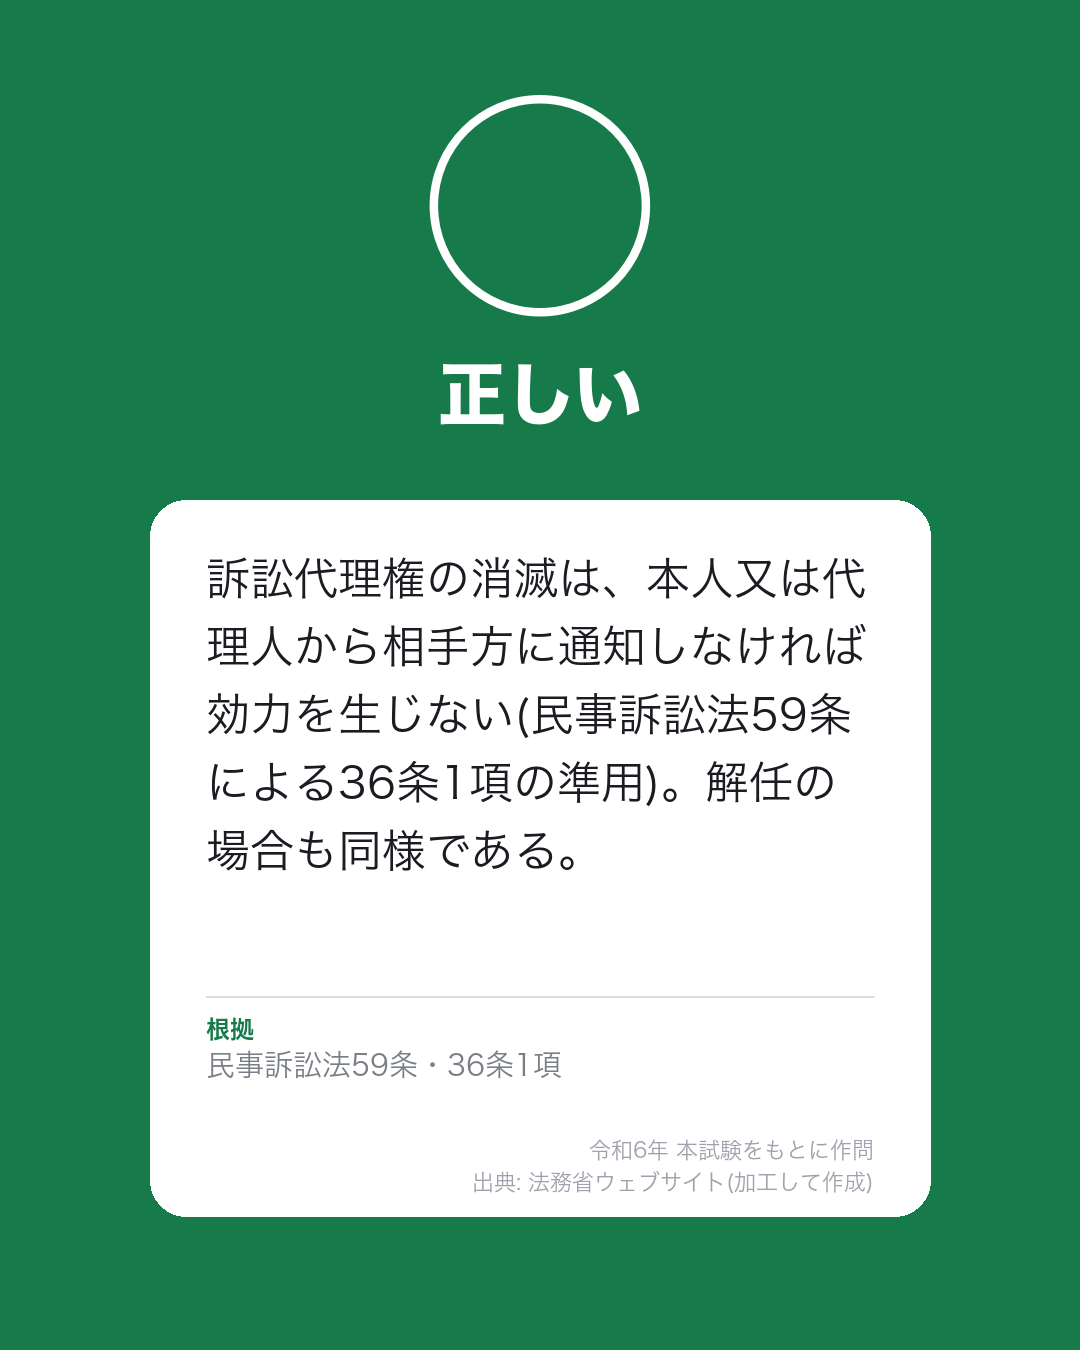 正しい
訴訟代理権の消滅は、本人又は代
理人から相手方に通知しなければ
効力を生じない(民事訴訟法59条
による36条1項の準用)。解任の
場合も同様である。
根拠
民事訴訟法59条・36条1項
令和6年 本試験をもとに作問
出典: 法務省ウェブサイト(加工して作成)